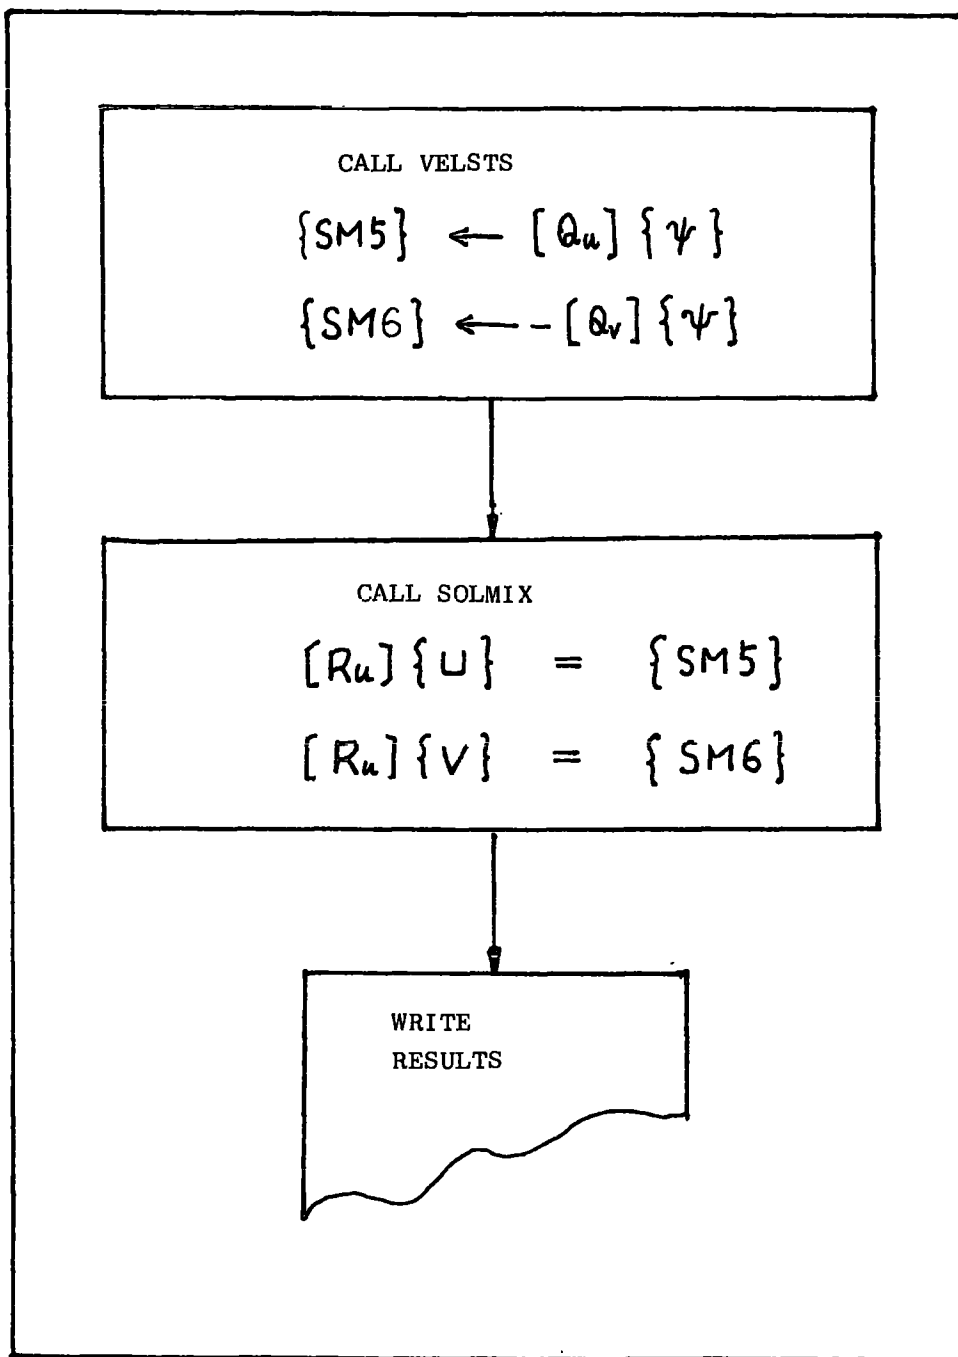 CALL VELSTS
{SM5} ← [Qu] {ψ}
{SM6} ← - [Qv] {ψ}
CALL SOLMIX
[Ru] {U} = {SM5}
[Ru] {V} = {SM6}
WRITE
RESULTS